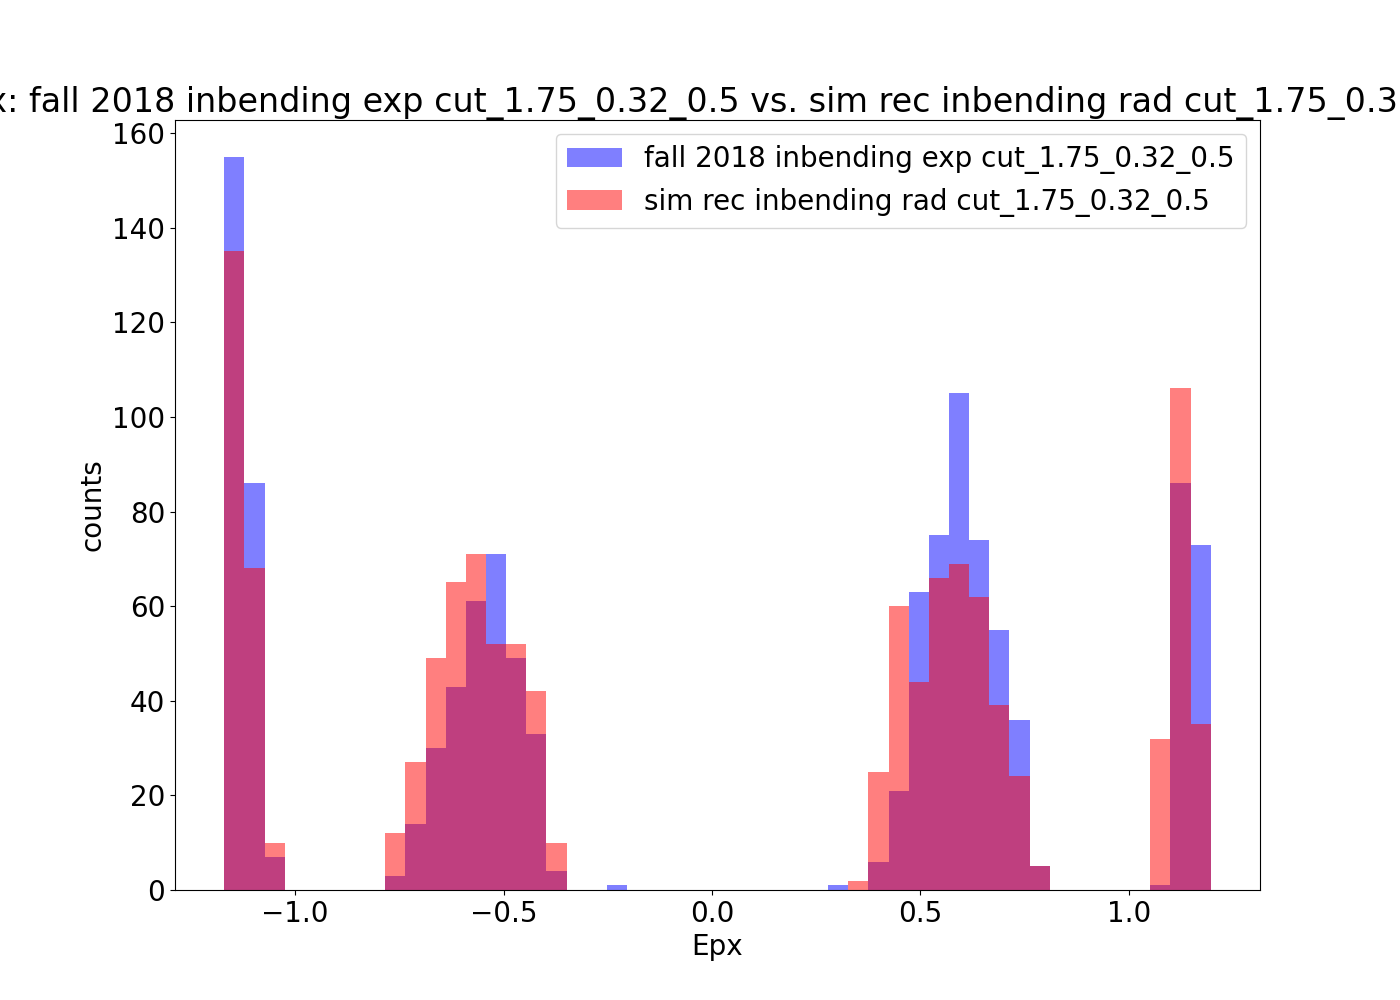 x: fall 2018 inbending exp cut_1.75_0.32_0.5 vs. sim rec inbending rad cut_1.75_0.3
fall 2018 inbending exp cut_1.75_0.32_0.5
sim rec inbending rad cut_1.75_0.32_0.5
160
140
120
100
80
60
40
20
0
counts
−1.0 −0.5 0.0 0.5 1.0
Epx